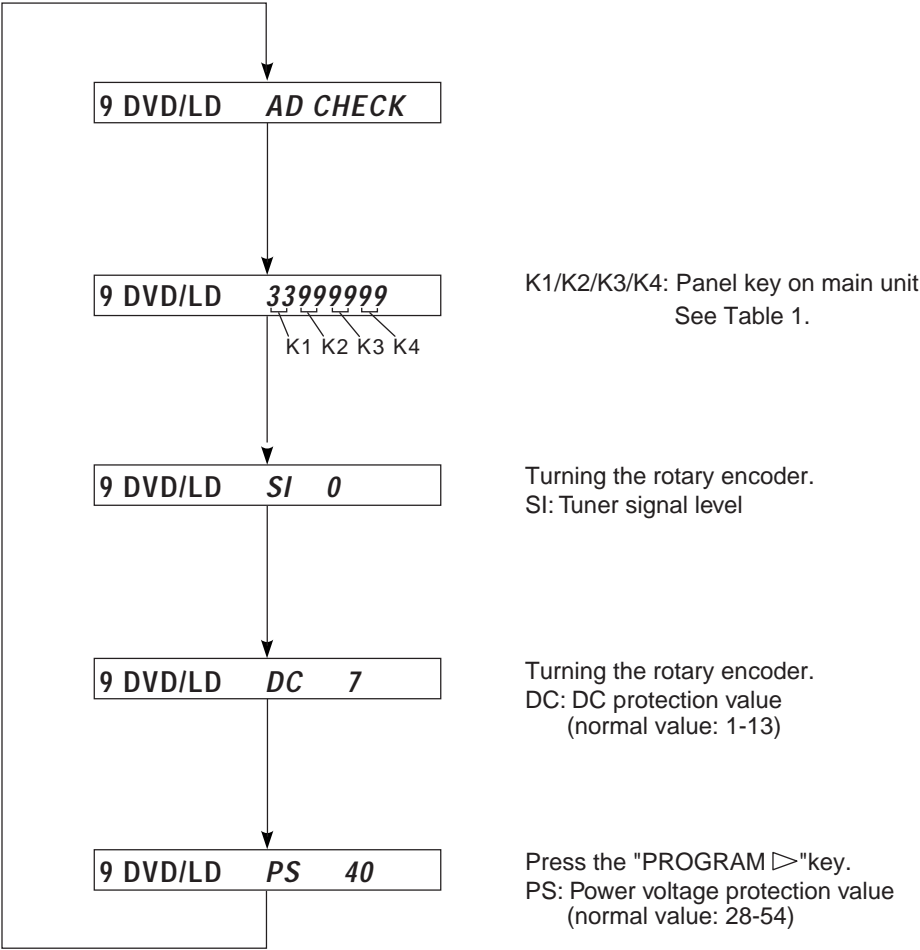 9 DVD/LD AD CHECK
9 DVD/LD 33999999
K1 K2 K3 K4
K1/K2/K3/K4: Panel key on main unit
See Table 1.
9 DVD/LD SI 0
Turning the rotary encoder.
SI: Tuner signal level
9 DVD/LD DC 7
Turning the rotary encoder.
DC: DC protection value
(normal value: 1-13)
9 DVD/LD PS 40
Press the "PROGRAM ▷"key.
PS: Power voltage protection value
(normal value: 28-54)